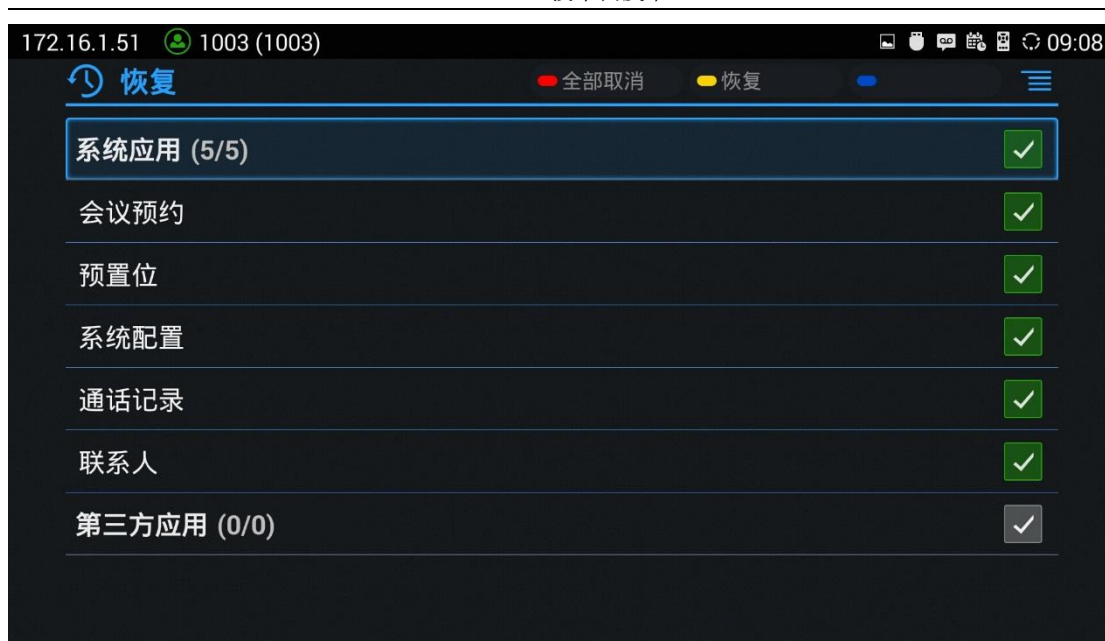 172.16.1.51 1003 (1003) 09:08
恢复 全部取消 恢复
系统应用 (5/5)
会议预约
预置位
系统配置
通话记录
联系人
第三方应用 (0/0)